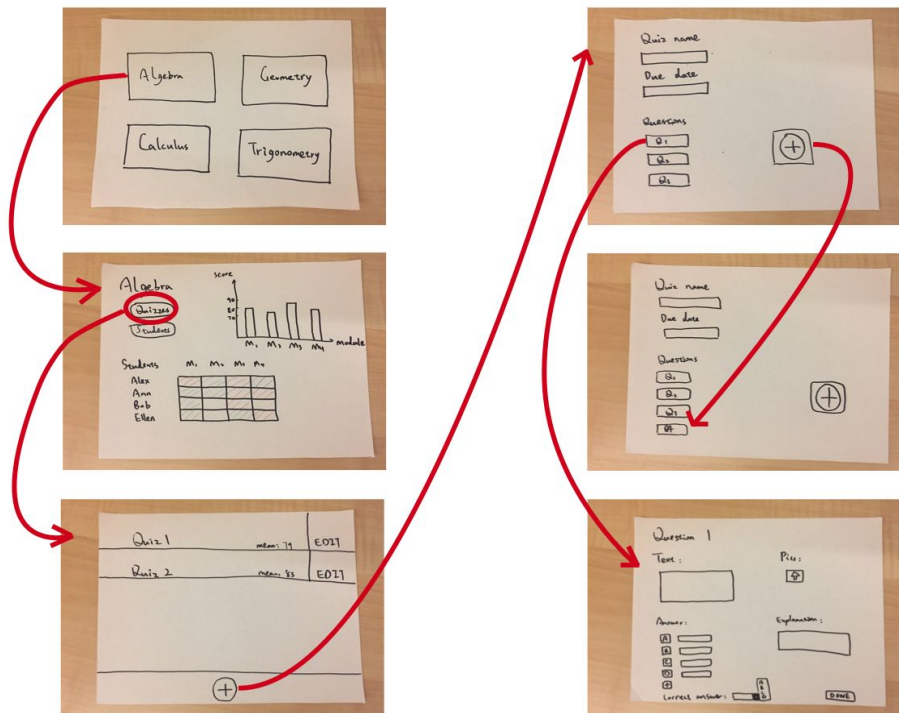 Algebra Geometry
Calculus Trigonometry
Algebra
Quizzes
Students
score
90
80
70
M1 M2 M3 M4 module
Students M1 M2 M3 M4
Alex
Ann
Bob
Ellen
Quiz 1 mean: 79 EDIT
Quiz 2 mean: 83 EDIT
+
Quiz name
Due date
Questions
Q1
Q2
Q3
+
Quiz name
Due date
Questions
Q1
Q2
Q3
Q4
+
Question 1
Text: Pics:
Answer: Explanation:
A
B
C
D
+
Correct answer: A B C D
DONE